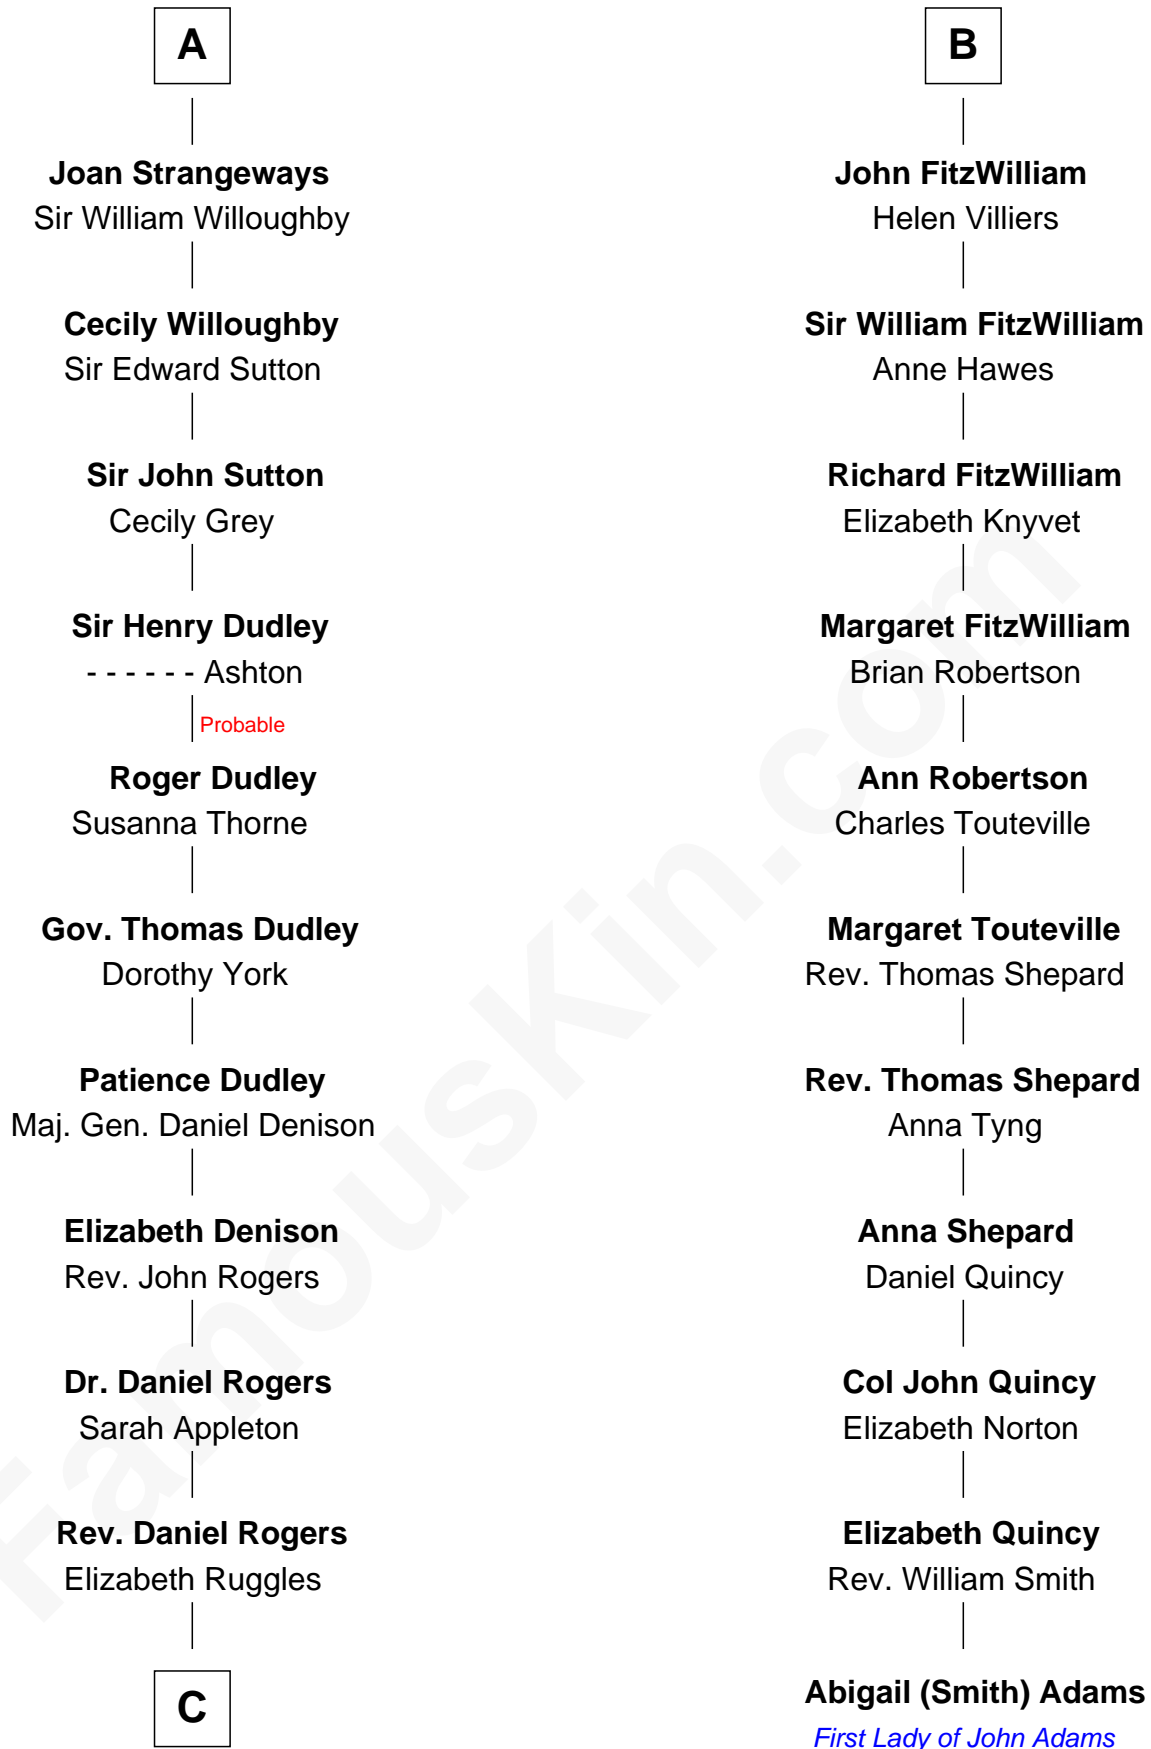 A
Joan Strangeways
Sir William Willoughby
Cecily Willoughby
Sir Edward Sutton
Sir John Sutton
Cecily Grey
Sir Henry Dudley
- - - - - - Ashton
Probable
Roger Dudley
Susanna Thorne
Gov. Thomas Dudley
Dorothy York
Patience Dudley
Maj. Gen. Daniel Denison
Elizabeth Denison
Rev. John Rogers
Dr. Daniel Rogers
Sarah Appleton
Rev. Daniel Rogers
Elizabeth Ruggles
C
B
John FitzWilliam
Helen Villiers
Sir William FitzWilliam
Anne Hawes
Richard FitzWilliam
Elizabeth Knyvet
Margaret FitzWilliam
Brian Robertson
Ann Robertson
Charles Touteville
Margaret Touteville
Rev. Thomas Shepard
Rev. Thomas Shepard
Anna Tyng
Anna Shepard
Daniel Quincy
Col John Quincy
Elizabeth Norton
Elizabeth Quincy
Rev. William Smith
Abigail (Smith) Adams
First Lady of John Adams
FamousKin.com